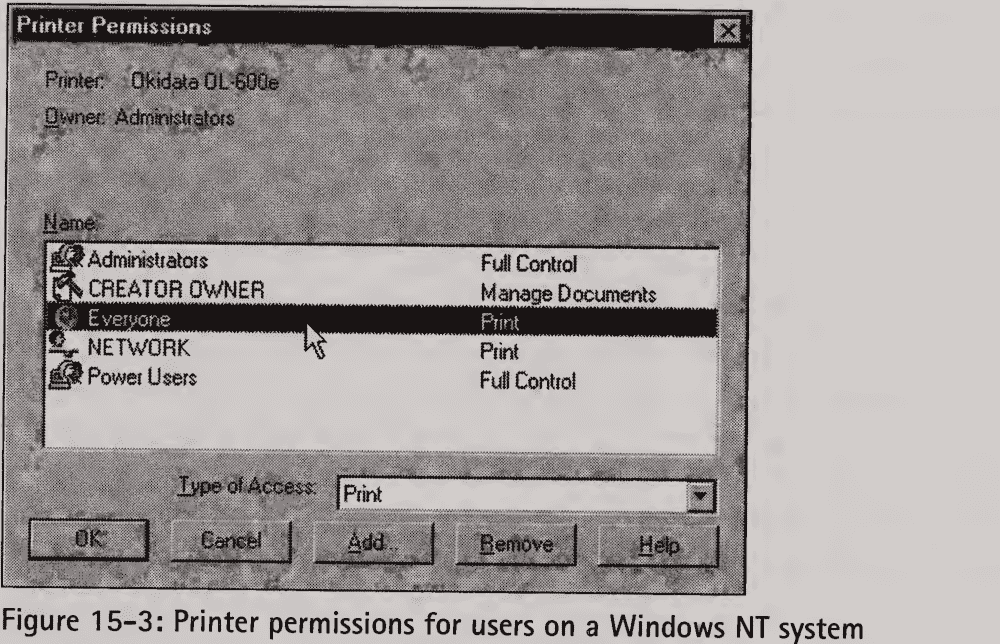 Printer Permissions
Printer: Okidata OL-600e
Owner: Administrators
Name:
Administrators Full Control
CREATOR OWNER Manage Documents
Everyone Print
NETWORK Print
Power Users Full Control
Type of Access: Print
OK Cancel Add... Remove Help
Figure 15-3: Printer permissions for users on a Windows NT system